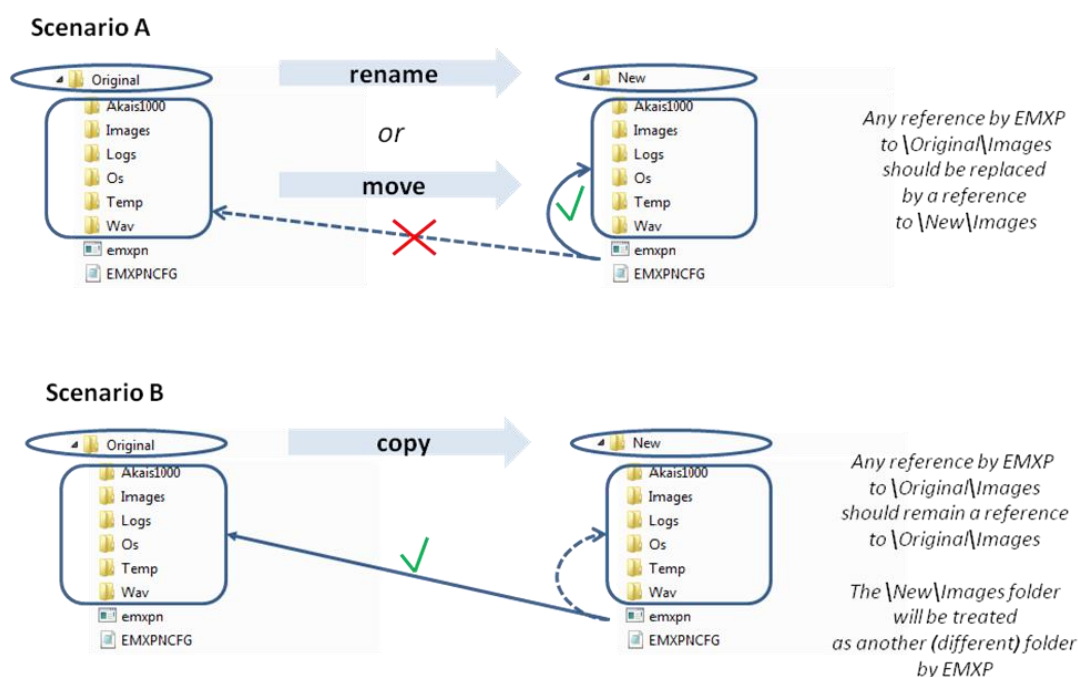 Scenario A
Original
Akais1000
Images
Logs
Os
Temp
Wav
emxpn
EMXPNCFG
rename
or
move
New
Akais1000
Images
Logs
Os
Temp
Wav
emxpn
EMXPNCFG
Any reference by EMXP
to \Original\Images
should be replaced
by a reference
to \New\Images
Scenario B
Original
Akais1000
Images
Logs
Os
Temp
Wav
emxpn
EMXPNCFG
copy
New
Akais1000
Images
Logs
Os
Temp
Wav
emxpn
EMXPNCFG
Any reference by EMXP
to \Original\Images
should remain a reference
to \Original\Images
The \New\Images folder
will be treated
as another (different) folder
by EMXP